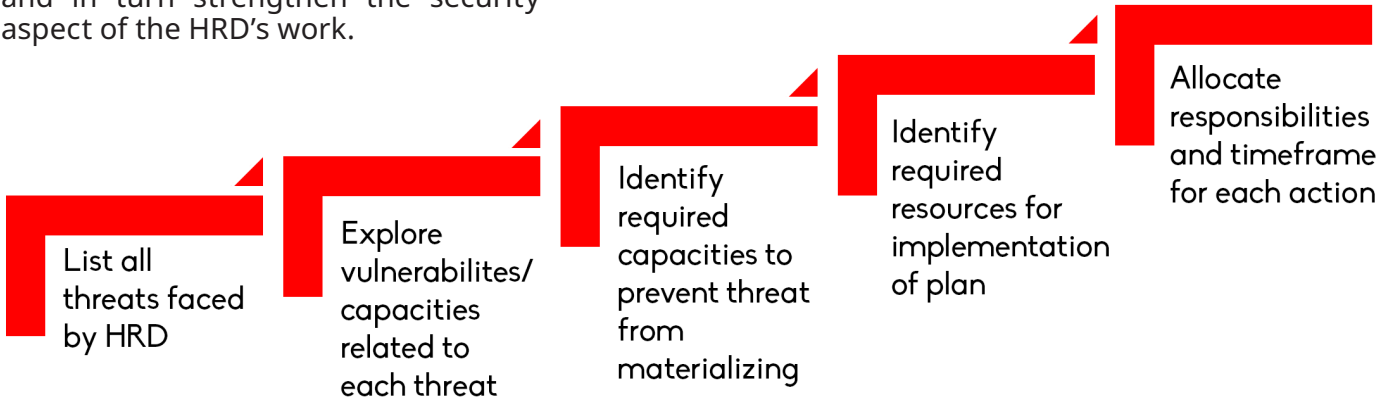 and in turn strengthen the security
aspect of the HRD's work.
List all
threats faced
by HRD
Explore
vulnerabilites/
capacities
related to
each threat
Identify
required
capacities to
prevent threat
from
materializing
Identify
required
resources for
implementation
of plan
Allocate
responsibilities
and timeframe
for each action